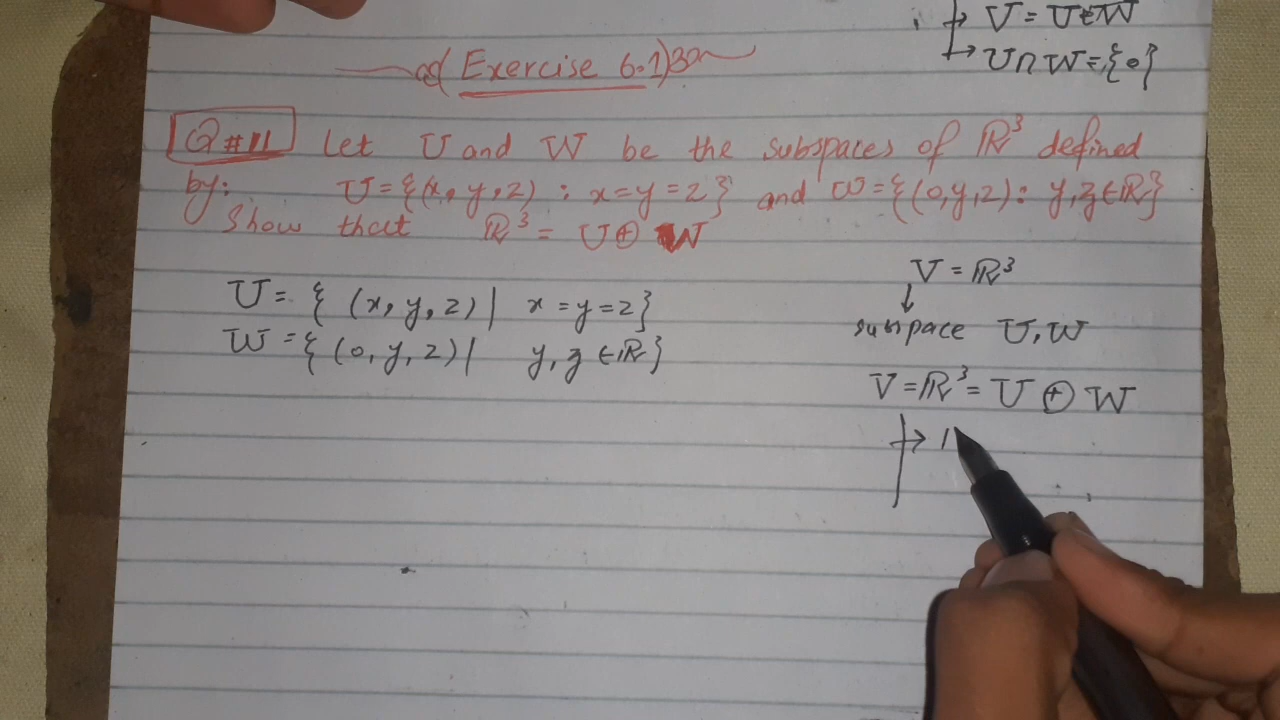 V = U+W
U∩W={0}
Exercise 6.1
Q#11 Let U and W be the subspaces of ℝ³ defined
by: U={(x,y,z) : x=y=z} and W={(0,y,z): y,z∈ℝ}
Show that ℝ³ = U⊕W
V = ℝ³
U= { (x, y, z) | x=y=z}
subspace U,W
W={ (0, y, z) | y, z ∈ℝ}
V=ℝ³= U ⊕ W